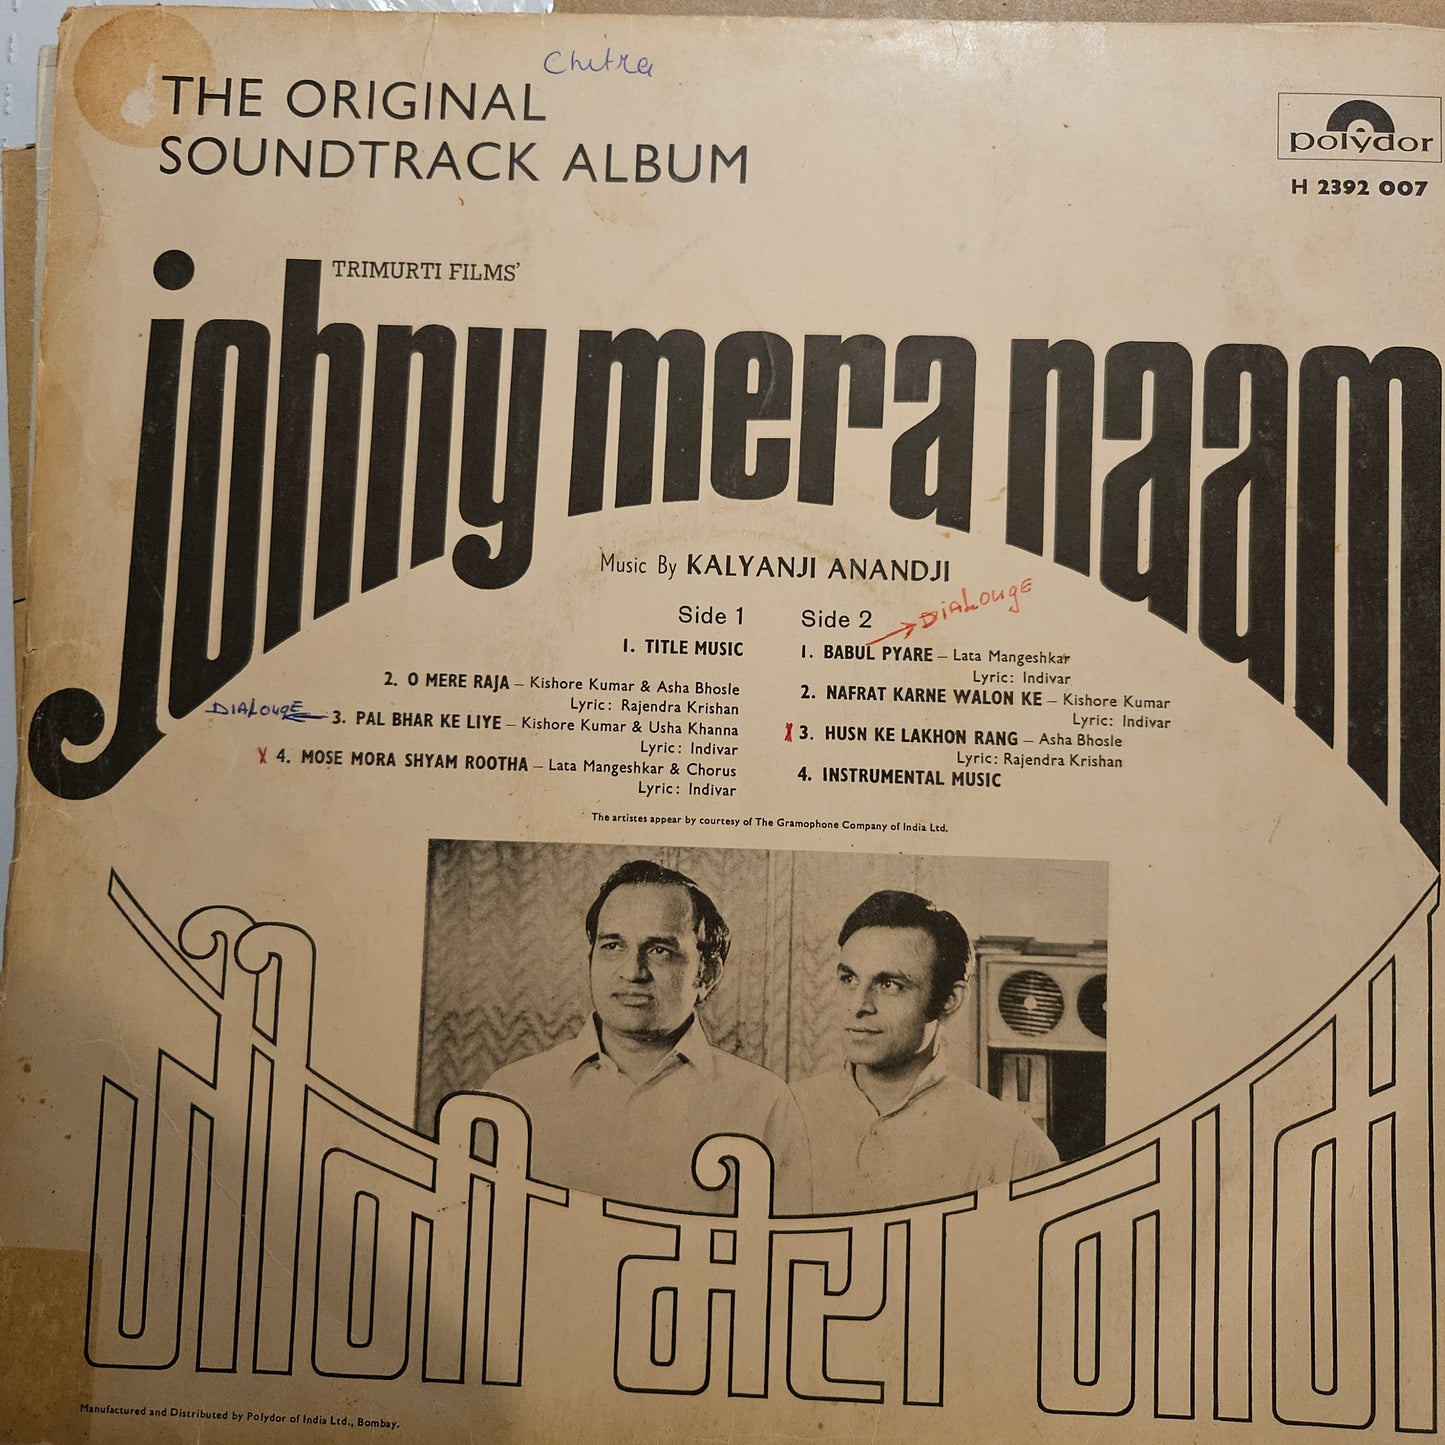 Chitra
THE ORIGINAL
SOUNDTRACK ALBUM
polydor
H 2392 007
TRIMURTI FILMS'
johny mera naam
Music By KALYANJI ANANDJI
Side 1
1. TITLE MUSIC
2. O MERE RAJA – Kishore Kumar & Asha Bhosle
Lyric: Rajendra Krishan
DIALOUGE
3. PAL BHAR KE LIYE – Kishore Kumar & Usha Khanna
Lyric: Indivar
X 4. MOSE MORA SHYAM ROOTHA – Lata Mangeshkar & Chorus
Lyric: Indivar
Side 2
DIALOUGE
1. BABUL PYARE – Lata Mangeshkar
Lyric: Indivar
2. NAFRAT KARNE WALON KE – Kishore Kumar
Lyric: Indivar
X 3. HUSN KE LAKHON RANG – Asha Bhosle
Lyric: Rajendra Krishan
4. INSTRUMENTAL MUSIC
The artistes appear by courtesy of The Gramophone Company of India Ltd.
जॉनी मेरा नाम
Manufactured and Distributed by Polydor of India Ltd., Bombay.